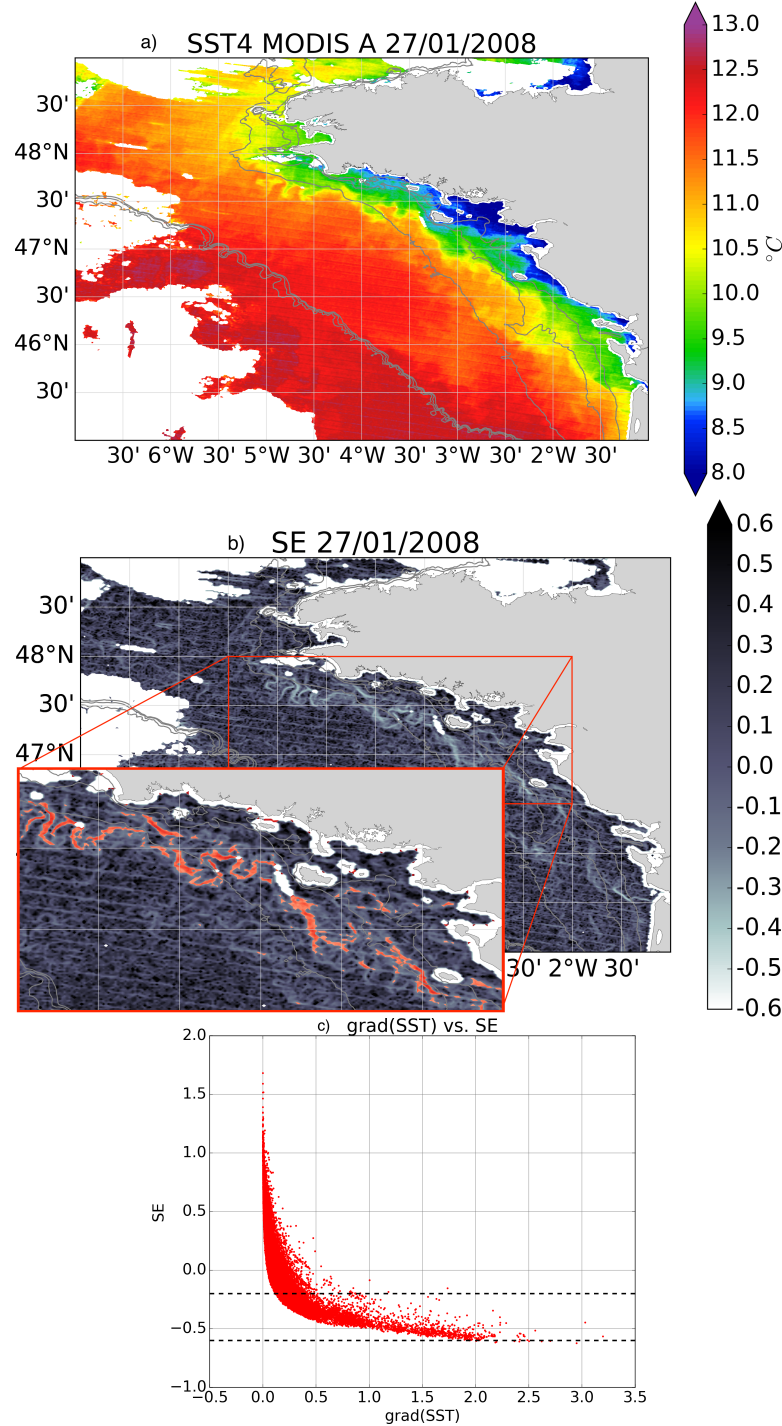 a) SST4 MODIS A 27/01/2008
30'
48°N
30'
47°N
30'
46°N
30'
30' 6°W 30' 5°W 30' 4°W 30' 3°W 30' 2°W 30'
13.0
12.5
12.0
11.5
11.0
10.5
10.0
9.5
9.0
8.5
8.0
°C
b) SE 27/01/2008
30'
48°N
30'
47°N
30' 2°W 30'
0.6
0.5
0.4
0.3
0.2
0.1
0.0
-0.1
-0.2
-0.3
-0.4
-0.5
-0.6
c) grad(SST) vs. SE
2.0
1.5
1.0
0.5
0.0
−0.5
−1.0
SE
−0.5 0.0 0.5 1.0 1.5 2.0 2.5 3.0 3.5
grad(SST)